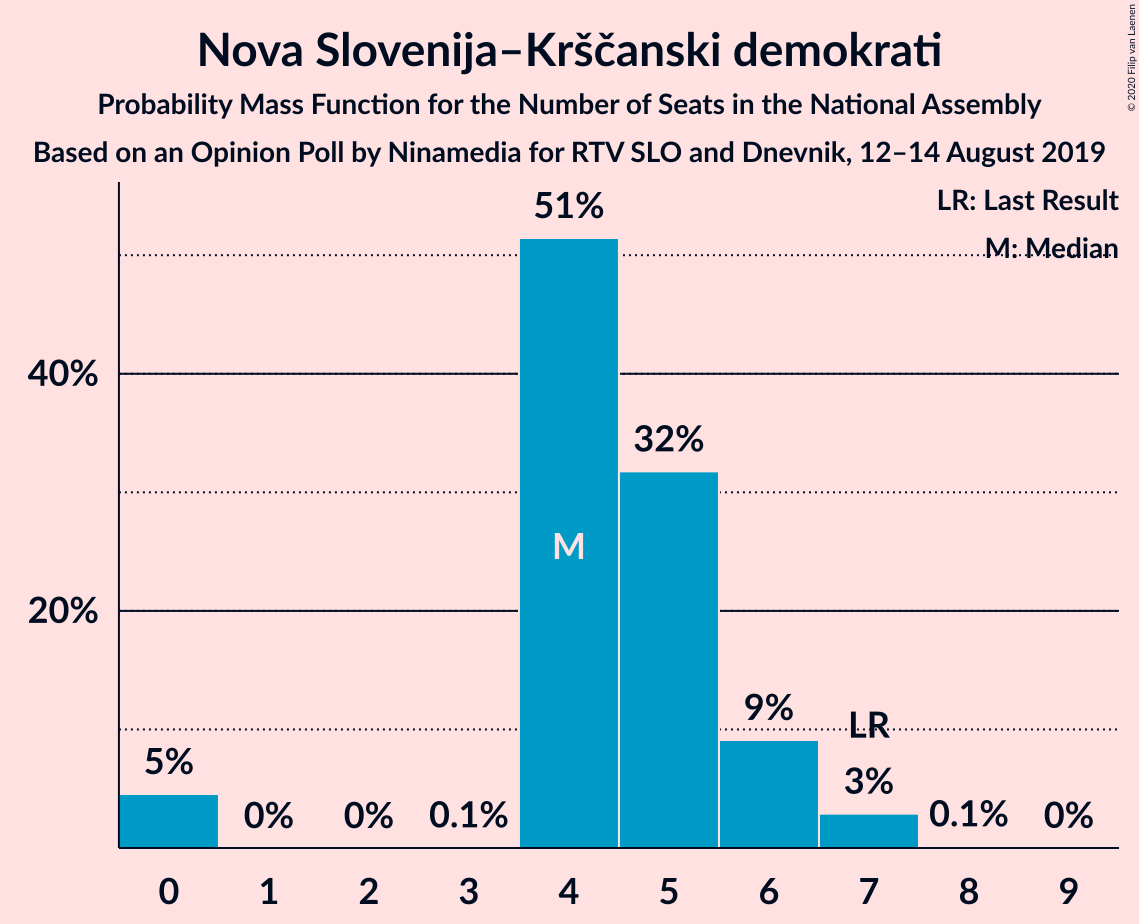 Nova Slovenija–Krščanski demokrati
Probability Mass Function for the Number of Seats in the National Assembly
Based on an Opinion Poll by Ninamedia for RTV SLO and Dnevnik, 12–14 August 2019
© 2020 Filip van Laenen
LR: Last Result
M: Median
51%
40%
32%
M
20%
9%
LR
5%
3%
0%
0%
0.1%
0.1%
0%
0 1 2 3 4 5 6 7 8 9